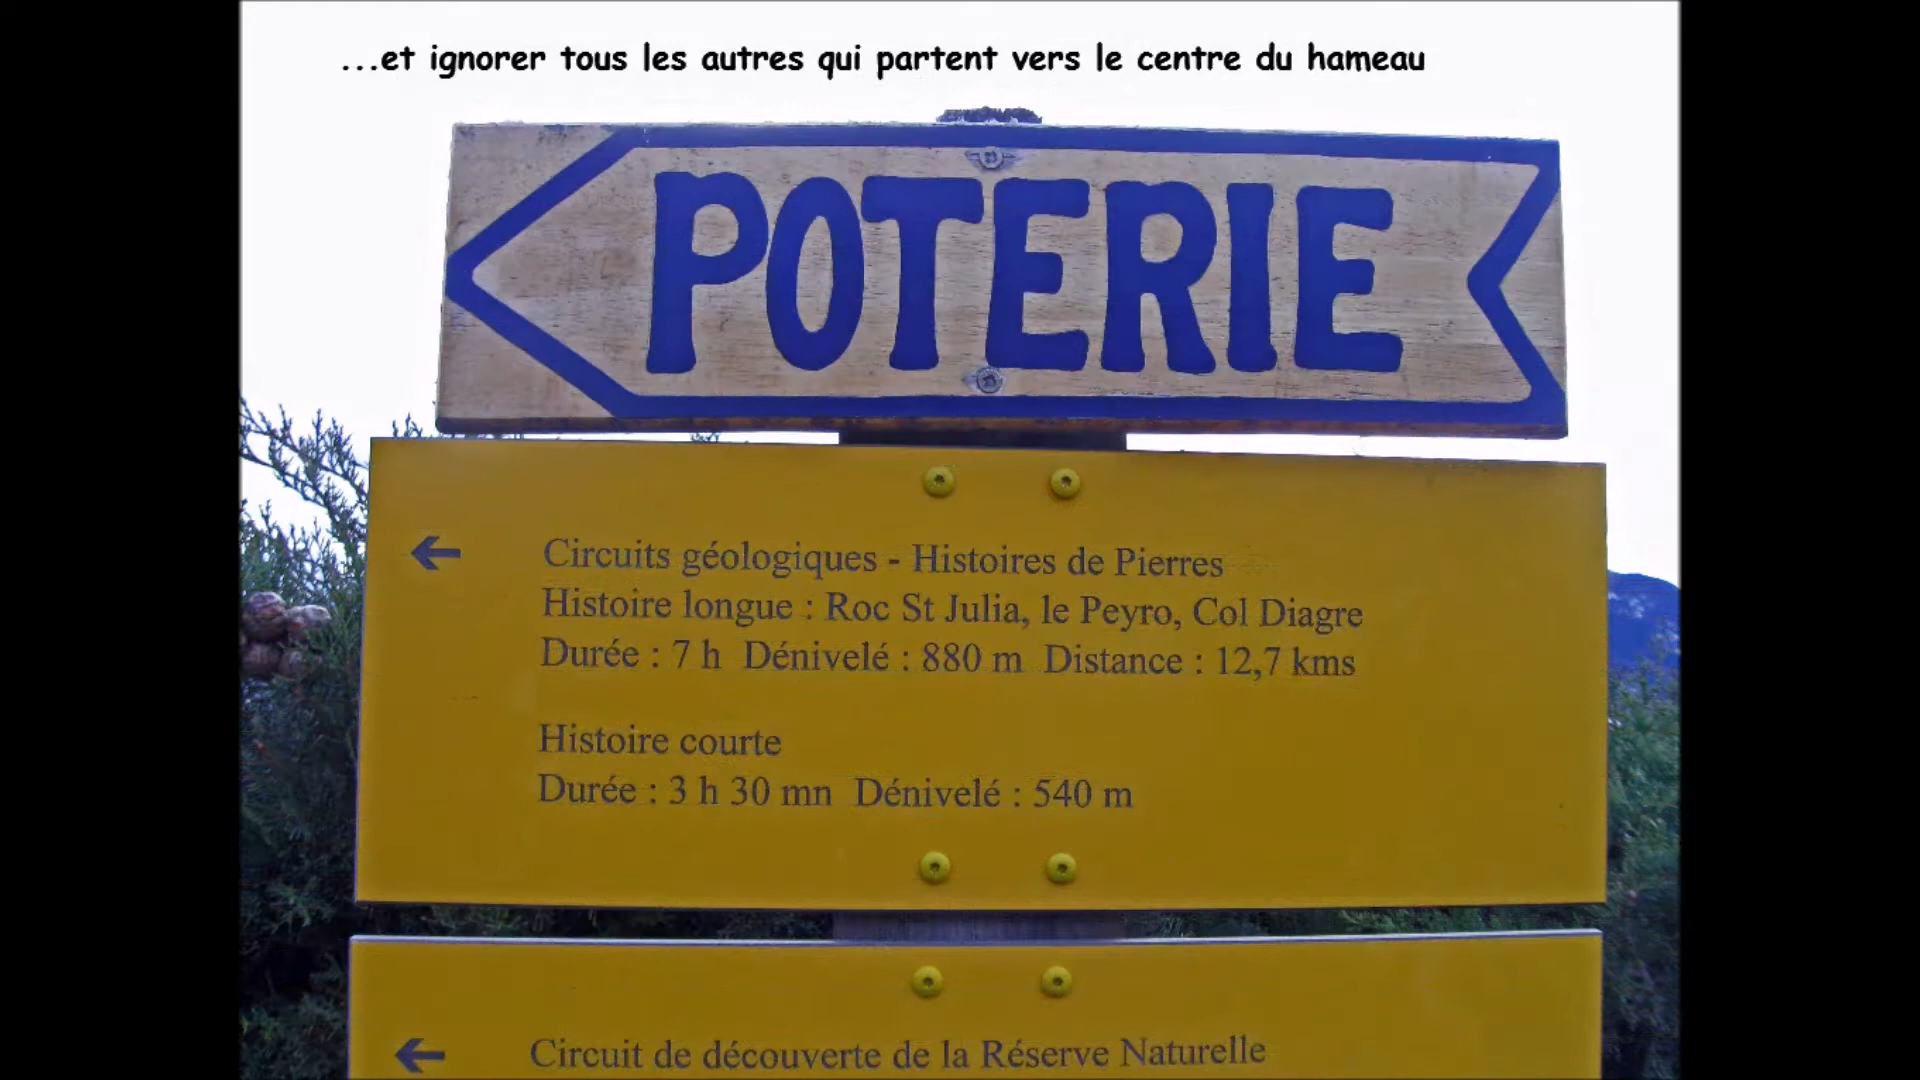 ...et ignorer tous les autres qui partent vers le centre du hameau
POTERIE
Circuits géologiques - Histoires de Pierres
Histoire longue : Roc St Julia, le Peyro, Col Diagre
Durée : 7 h Dénivelé : 880 m Distance : 12,7 kms
Histoire courte
Durée : 3 h 30 mn Dénivelé : 540 m
Circuit de découverte de la Réserve Naturelle